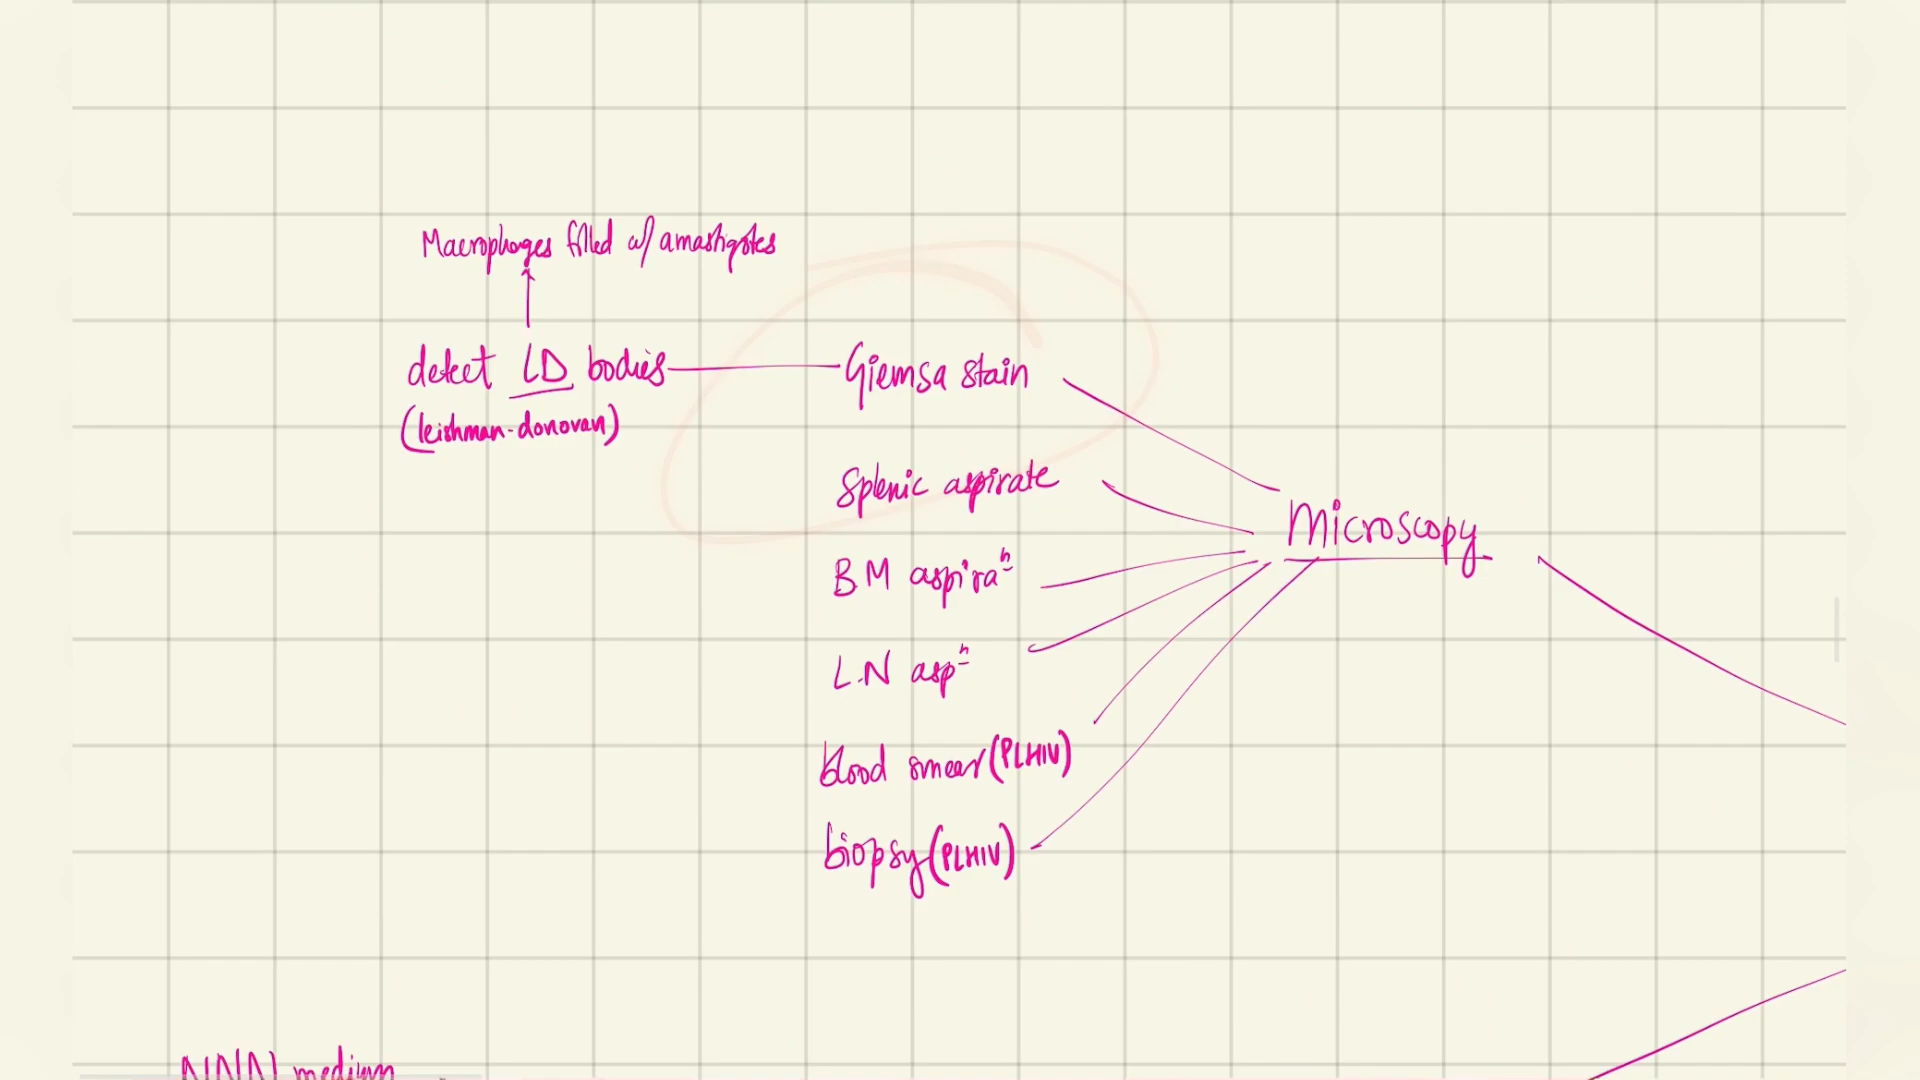 Macrophages filled w/ amastigotes
detect LD bodies
(leishman-donovan)
Giemsa stain
Splenic aspirate
BM aspiraⁿ
L.N aspⁿ
blood smear (PLHIV)
biopsy (PLHIV)
Microscopy
NNN medium